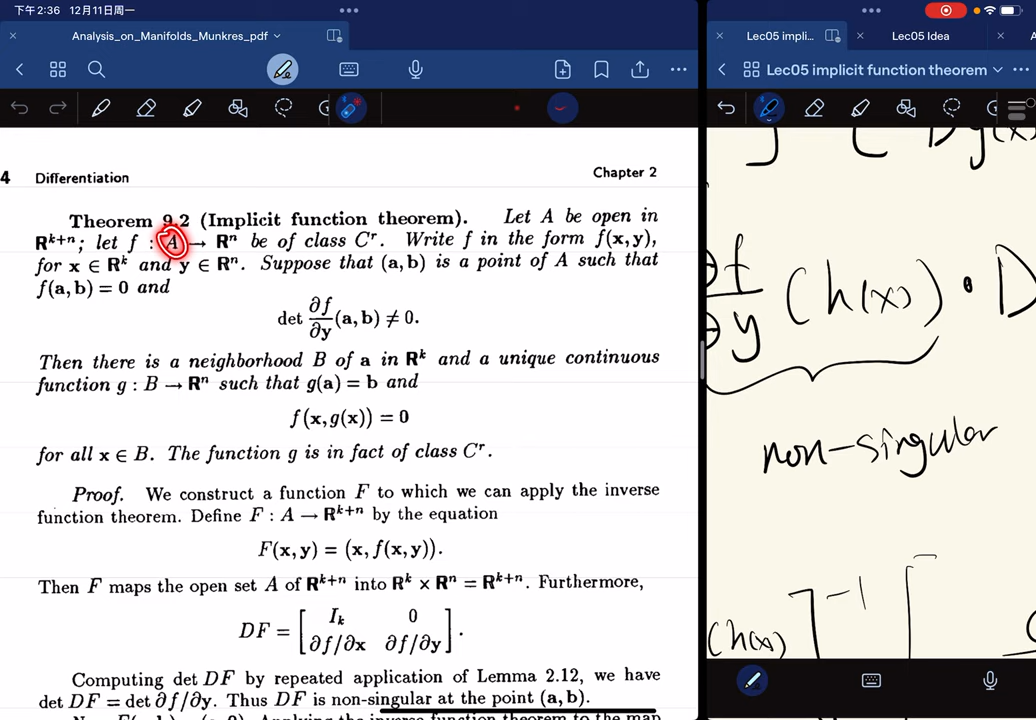 下午2:36 12月11日周一
Analysis_on_Manifolds_Munkres_pdf
Lec05 impli...
Lec05 Idea
Lec05 implicit function theorem
4 Differentiation Chapter 2
Theorem 9.2 (Implicit function theorem). Let A be open in
R^{k+n}; let f : A → R^n be of class C^r. Write f in the form f(x,y),
for x ∈ R^k and y ∈ R^n. Suppose that (a,b) is a point of A such that
f(a,b) = 0 and
det ∂f/∂y (a,b) ≠ 0.
Then there is a neighborhood B of a in R^k and a unique continuous
function g : B → R^n such that g(a) = b and
f(x,g(x)) = 0
for all x ∈ B. The function g is in fact of class C^r.
Proof. We construct a function F to which we can apply the inverse
function theorem. Define F : A → R^{k+n} by the equation
F(x,y) = (x, f(x,y)).
Then F maps the open set A of R^{k+n} into R^k × R^n = R^{k+n}. Furthermore,
DF = [ I_k 0
∂f/∂x ∂f/∂y ] .
Computing det DF by repeated application of Lemma 2.12, we have
det DF = det ∂f/∂y. Thus DF is non-singular at the point (a,b).
∂f/∂y (h(x)) · D
non-singular
(h(x) ]^{-1} [